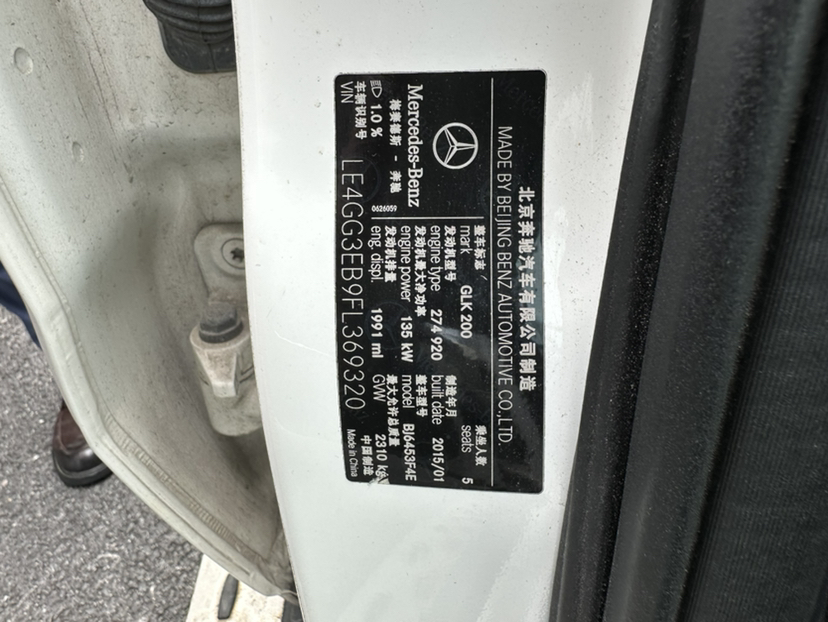 北京奔驰汽车有限公司制造
MADE BY BEIJING BENZ AUTOMOTIVE CO.,LTD.
Mercedes-Benz
梅赛德斯 - 奔驰
0626059
整车标志/mark GLK 200
乘坐人数 seats 5
发动机型号 engine type 274 920
制造年月 built date 2015/01
发动机最大净功率 engine power 135 kW
整车型号 model BJ6453F4E
发动机排量 eng. displ. 1991 ml
最大允许总质量 GVW 2310 kg
1.0 %
车辆识别号
VIN LE4GG3EB9FL369320
中国制造
Made in China